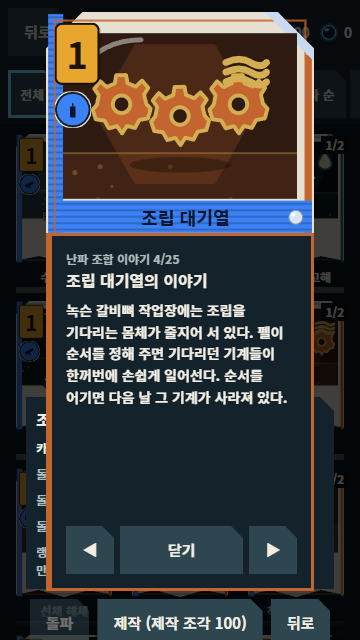 뒤로
0
전체
순
1
조립 대기열
1/2
1
난파 조합 이야기 4/25
조립 대기열의 이야기
녹슨 갈비뼈 작업장에는 조립을
기다리는 몸체가 줄지어 서 있다. 펠이
순서를 정해 주면 기다리던 기계들이
한꺼번에 손쉽게 일어선다. 순서를
어기면 다음 날 그 기계가 사라져 있다.
1/2
1
◀
닫기
▶
돌파
제작 (제작 조각 100)
뒤로